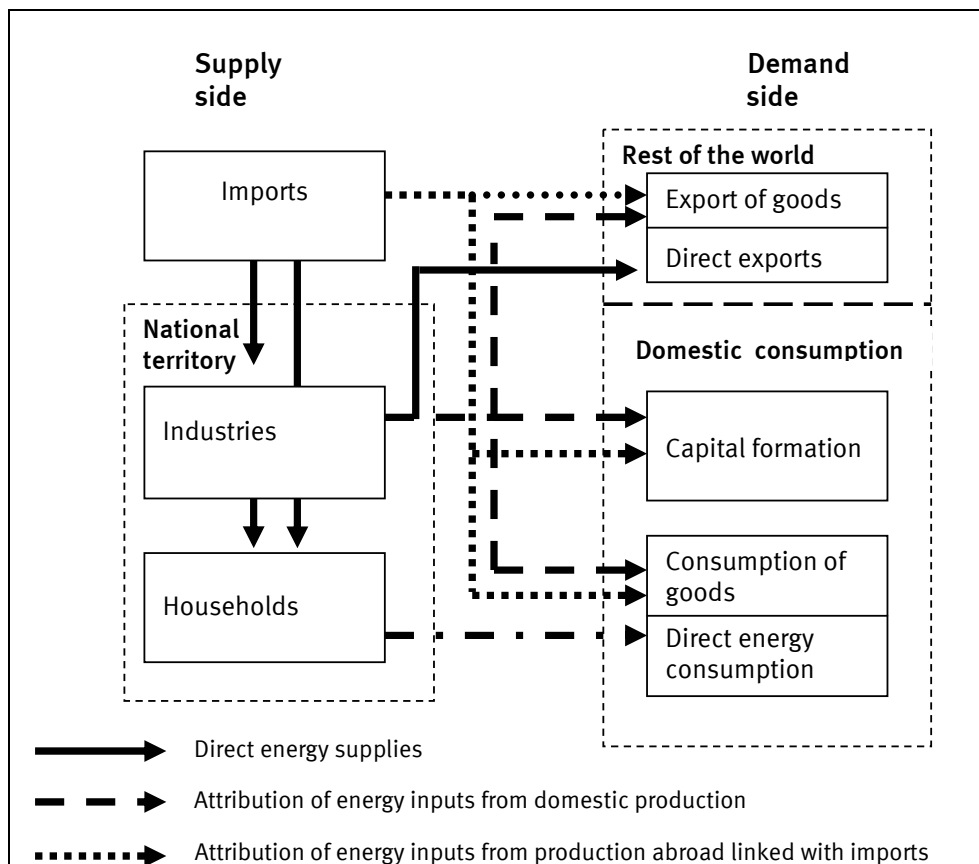 Supply
side
Demand
side
Rest of the world
Imports
Export of goods
Direct exports
National
territory
Domestic consumption
Industries
Capital formation
Households
Consumption of
goods
Direct energy
consumption
Direct energy supplies
Attribution of energy inputs from domestic production
Attribution of energy inputs from production abroad linked with imports